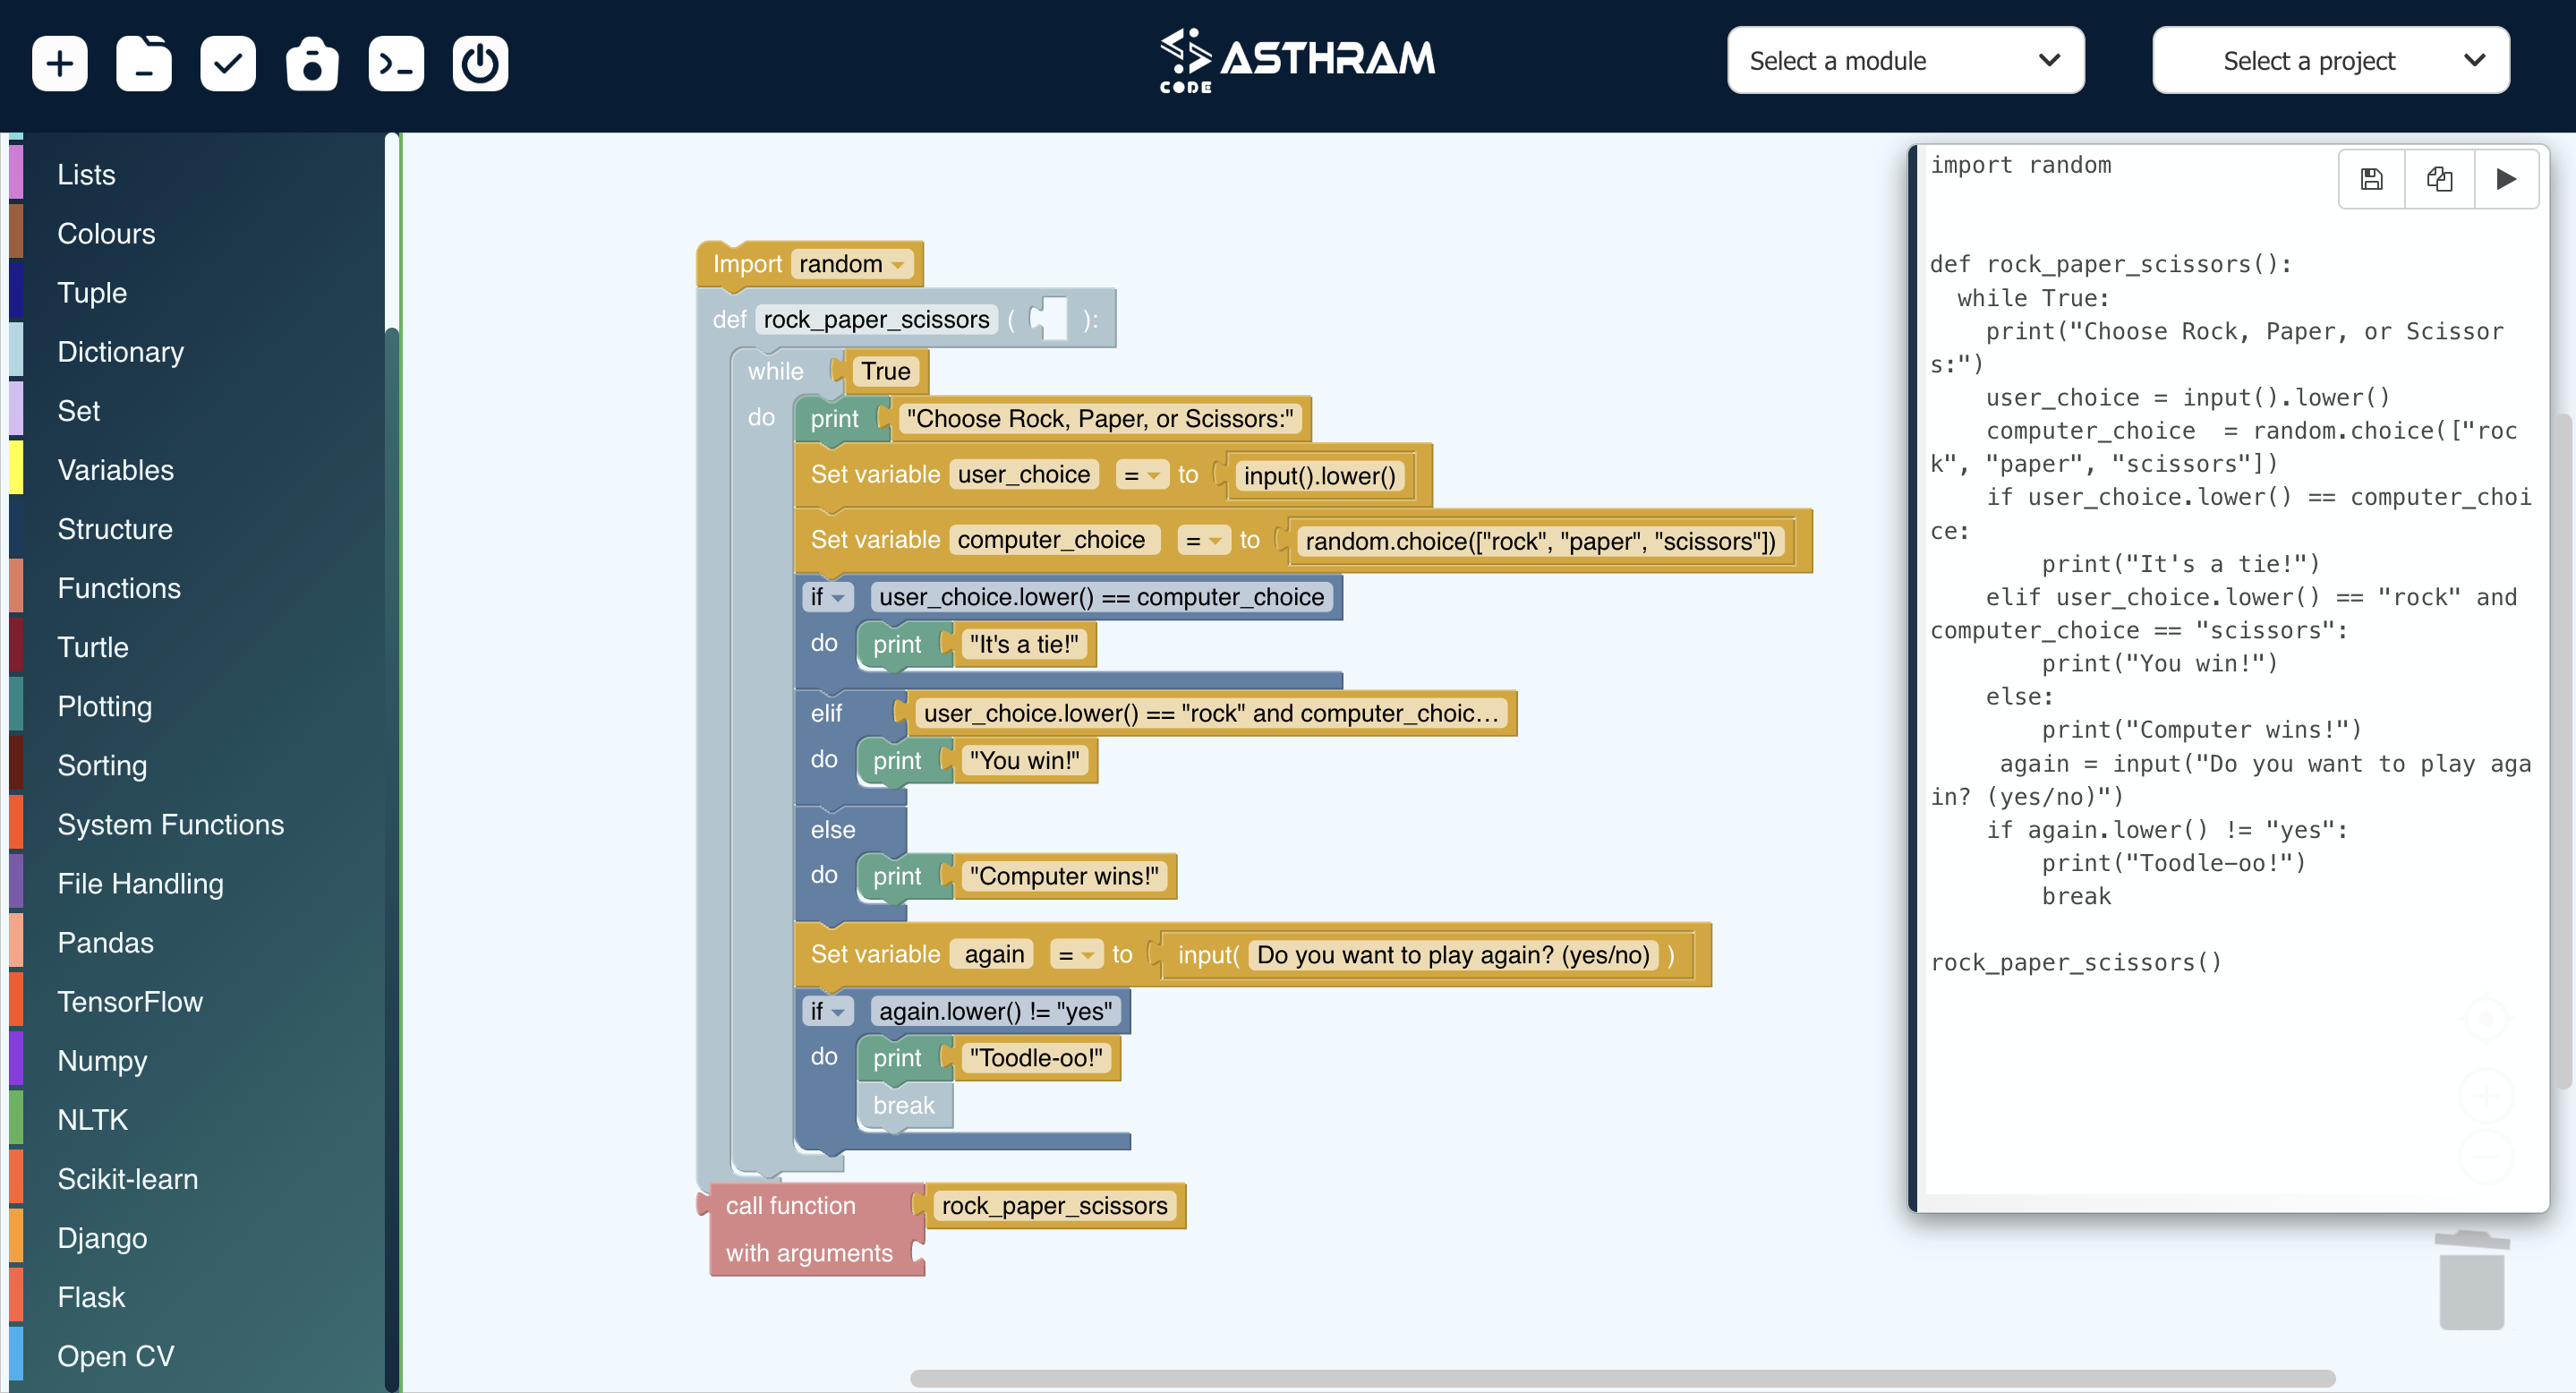 CODE
ASTHRAM
Select a module
Select a project
Lists
Colours
Tuple
Dictionary
Set
Variables
Structure
Functions
Turtle
Plotting
Sorting
System Functions
File Handling
Pandas
TensorFlow
Numpy
NLTK
Scikit-learn
Django
Flask
Open CV
Import random
def rock_paper_scissors ( ):
while True
do print "Choose Rock, Paper, or Scissors:"
Set variable user_choice = to input().lower()
Set variable computer_choice = to random.choice(["rock", "paper", "scissors"])
if user_choice.lower() == computer_choice
do print "It's a tie!"
elif user_choice.lower() == "rock" and computer_choic…
do print "You win!"
else
do print "Computer wins!"
Set variable again = to input( Do you want to play again? (yes/no) )
if again.lower() != "yes"
do print "Toodle-oo!"
break
call function rock_paper_scissors
with arguments
import random
def rock_paper_scissors():
  while True:
    print("Choose Rock, Paper, or Scissor
s:")
    user_choice = input().lower()
    computer_choice  = random.choice(["roc
k", "paper", "scissors"])
    if user_choice.lower() == computer_choi
ce:
        print("It's a tie!")
    elif user_choice.lower() == "rock" and
computer_choice == "scissors":
        print("You win!")
    else:
        print("Computer wins!")
     again = input("Do you want to play aga
in? (yes/no)")
    if again.lower() != "yes":
        print("Toodle-oo!")
        break
rock_paper_scissors()